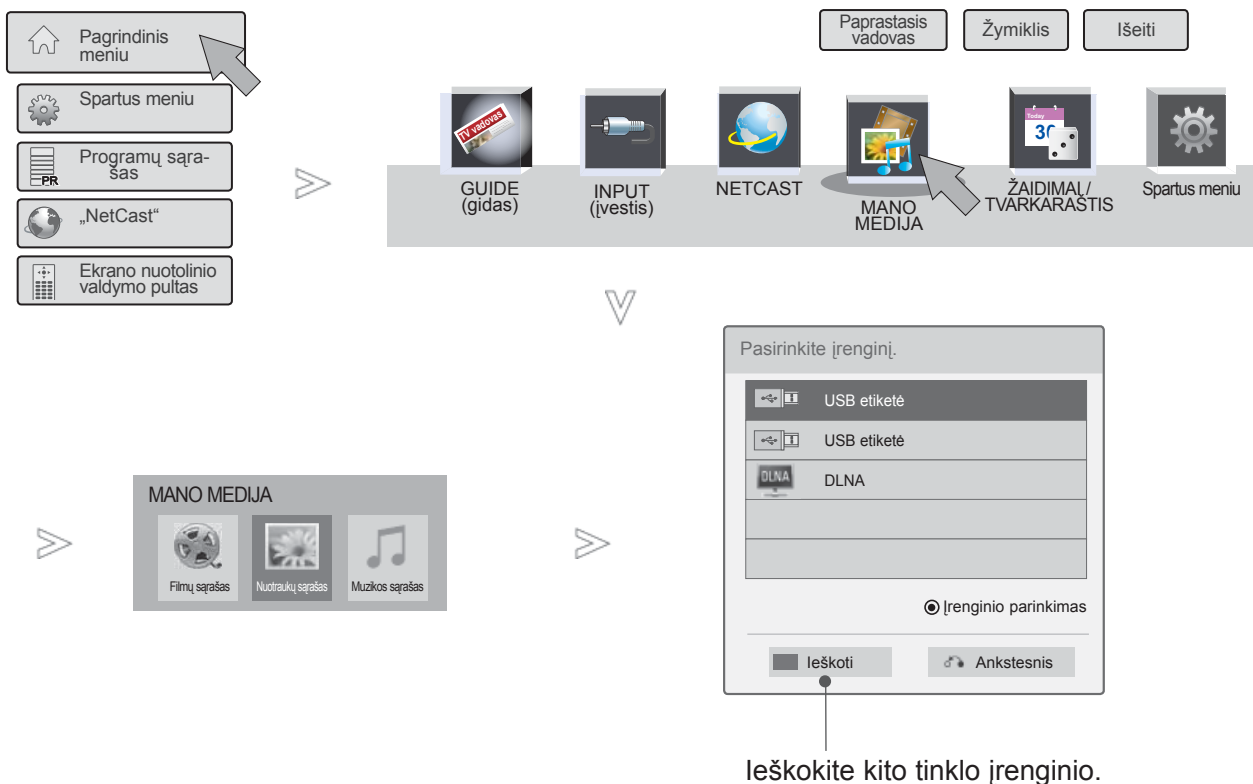 Pagrindinis
meniu
Spartus meniu
Programų sąra-
šas
PR
„NetCast“
Ekrano nuotolinio
valdymo pultas
Paprastasis
vadovas
Žymiklis
Išeiti
TV vadovas
Today
30
GUIDE
(gidas)
INPUT
(įvestis)
NETCAST
MANO
MEDIJA
ŽAIDIMAI /
TVARKARAŠTIS
Spartus meniu
Pasirinkite įrenginį.
USB etiketė
USB etiketė
DLNA
DLNA
Įrenginio parinkimas
Ieškoti
Ankstesnis
MANO MEDIJA
Filmų sąrašas
Nuotraukų sąrašas
Muzikos sąrašas
Ieškokite kito tinklo įrenginio.